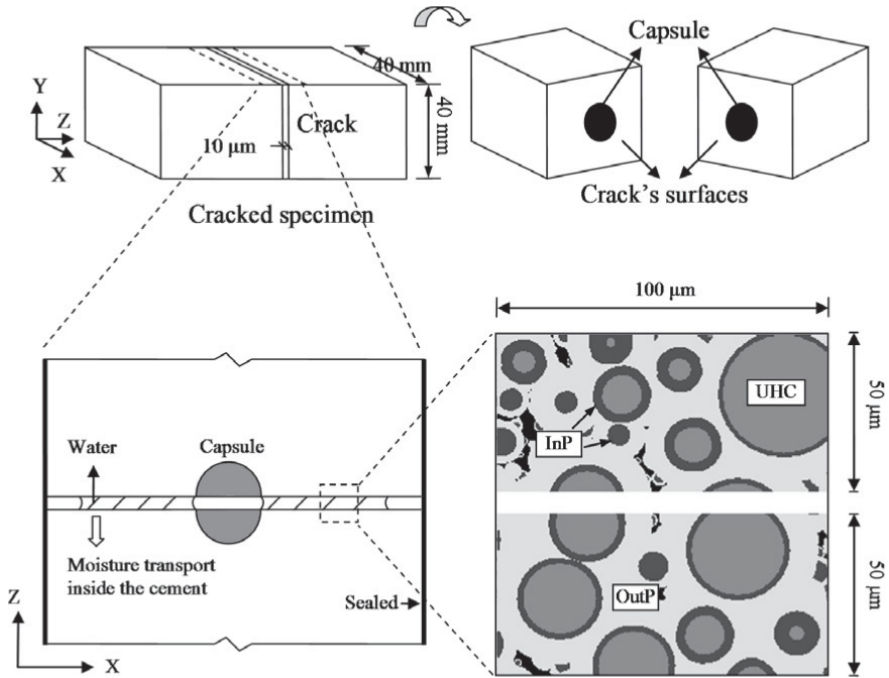 Capsule
40 mm
Y
Z
X
Crack
10 μm
40 mm
Cracked specimen
Crack's surfaces
100 μm
UHC
50 μm
InP
Water
Capsule
Moisture transport
inside the cement
Sealed
OutP
50 μm
Z
X